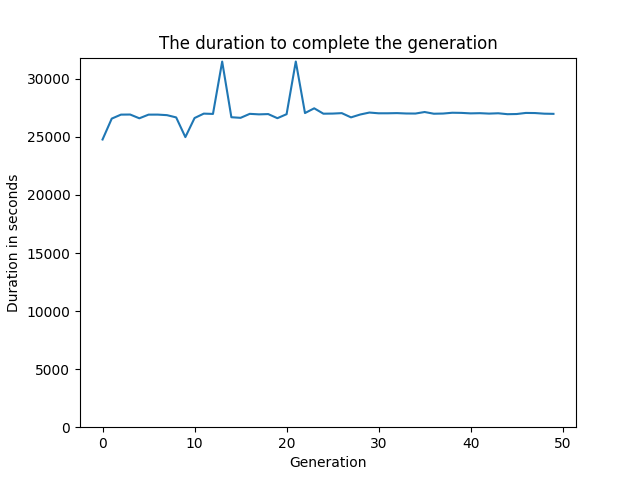 The duration to complete the generation
30000
25000
20000
15000
10000
5000
0
Duration in seconds
0 10 20 30 40 50
Generation